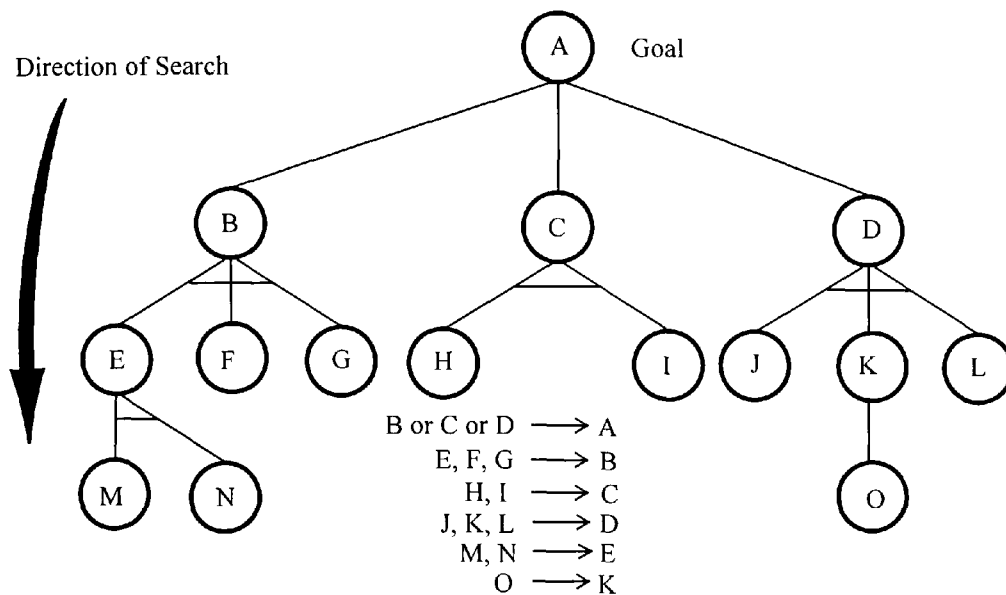 A Goal
Direction of Search
B C D
E F G H I J K L
B or C or D → A
E, F, G → B
M N H, I → C O
J, K, L → D
M, N → E
O → K